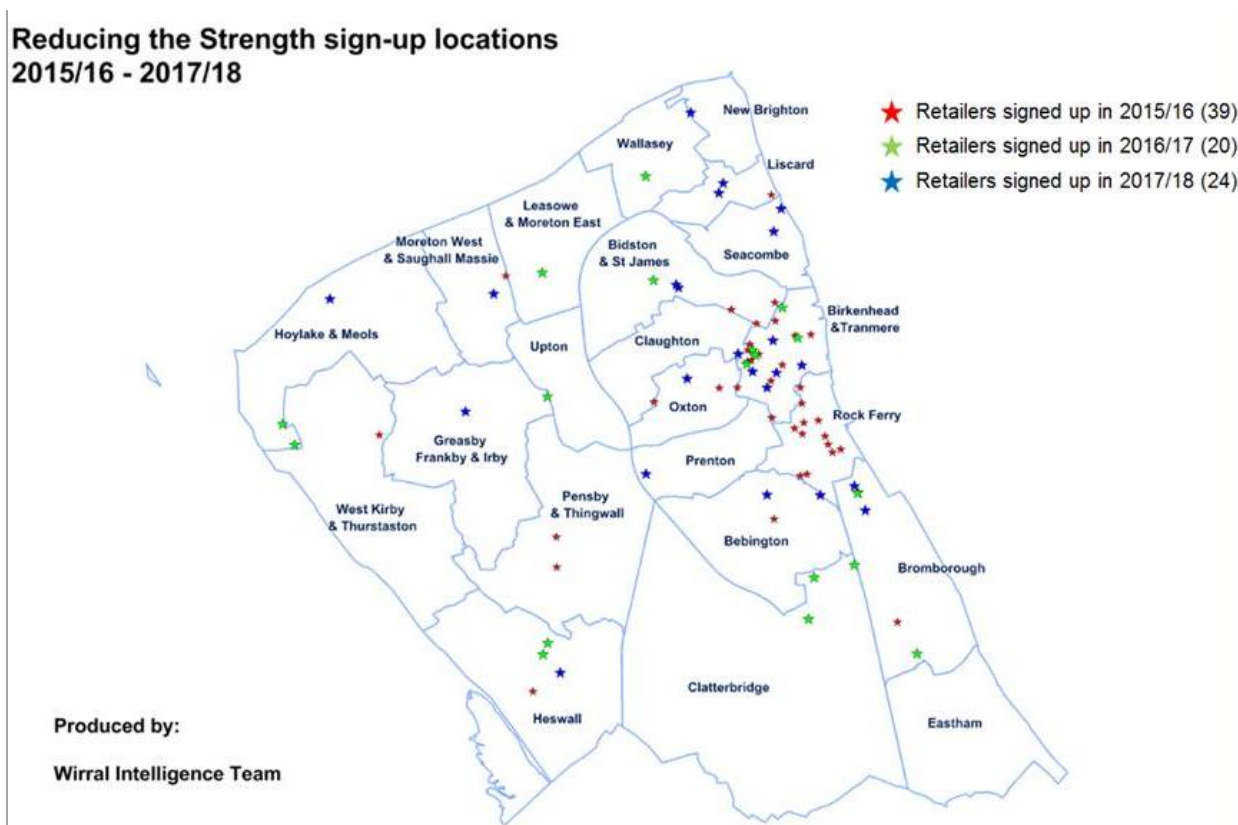 Reducing the Strength sign-up locations
2015/16 - 2017/18
Retailers signed up in 2015/16 (39)
Retailers signed up in 2016/17 (20)
Retailers signed up in 2017/18 (24)
New Brighton
Wallasey
Liscard
Leasowe
& Moreton East
Moreton West
& Saughall Massie
Bidston
& St James
Seacombe
Hoylake & Meols
Birkenhead
&Tranmere
Upton
Claughton
Oxton
Rock Ferry
Greasby
Frankby & Irby
Prenton
West Kirby
& Thurstaston
Pensby
& Thingwall
Bebington
Bromborough
Clatterbridge
Heswall
Eastham
Produced by:
Wirral Intelligence Team